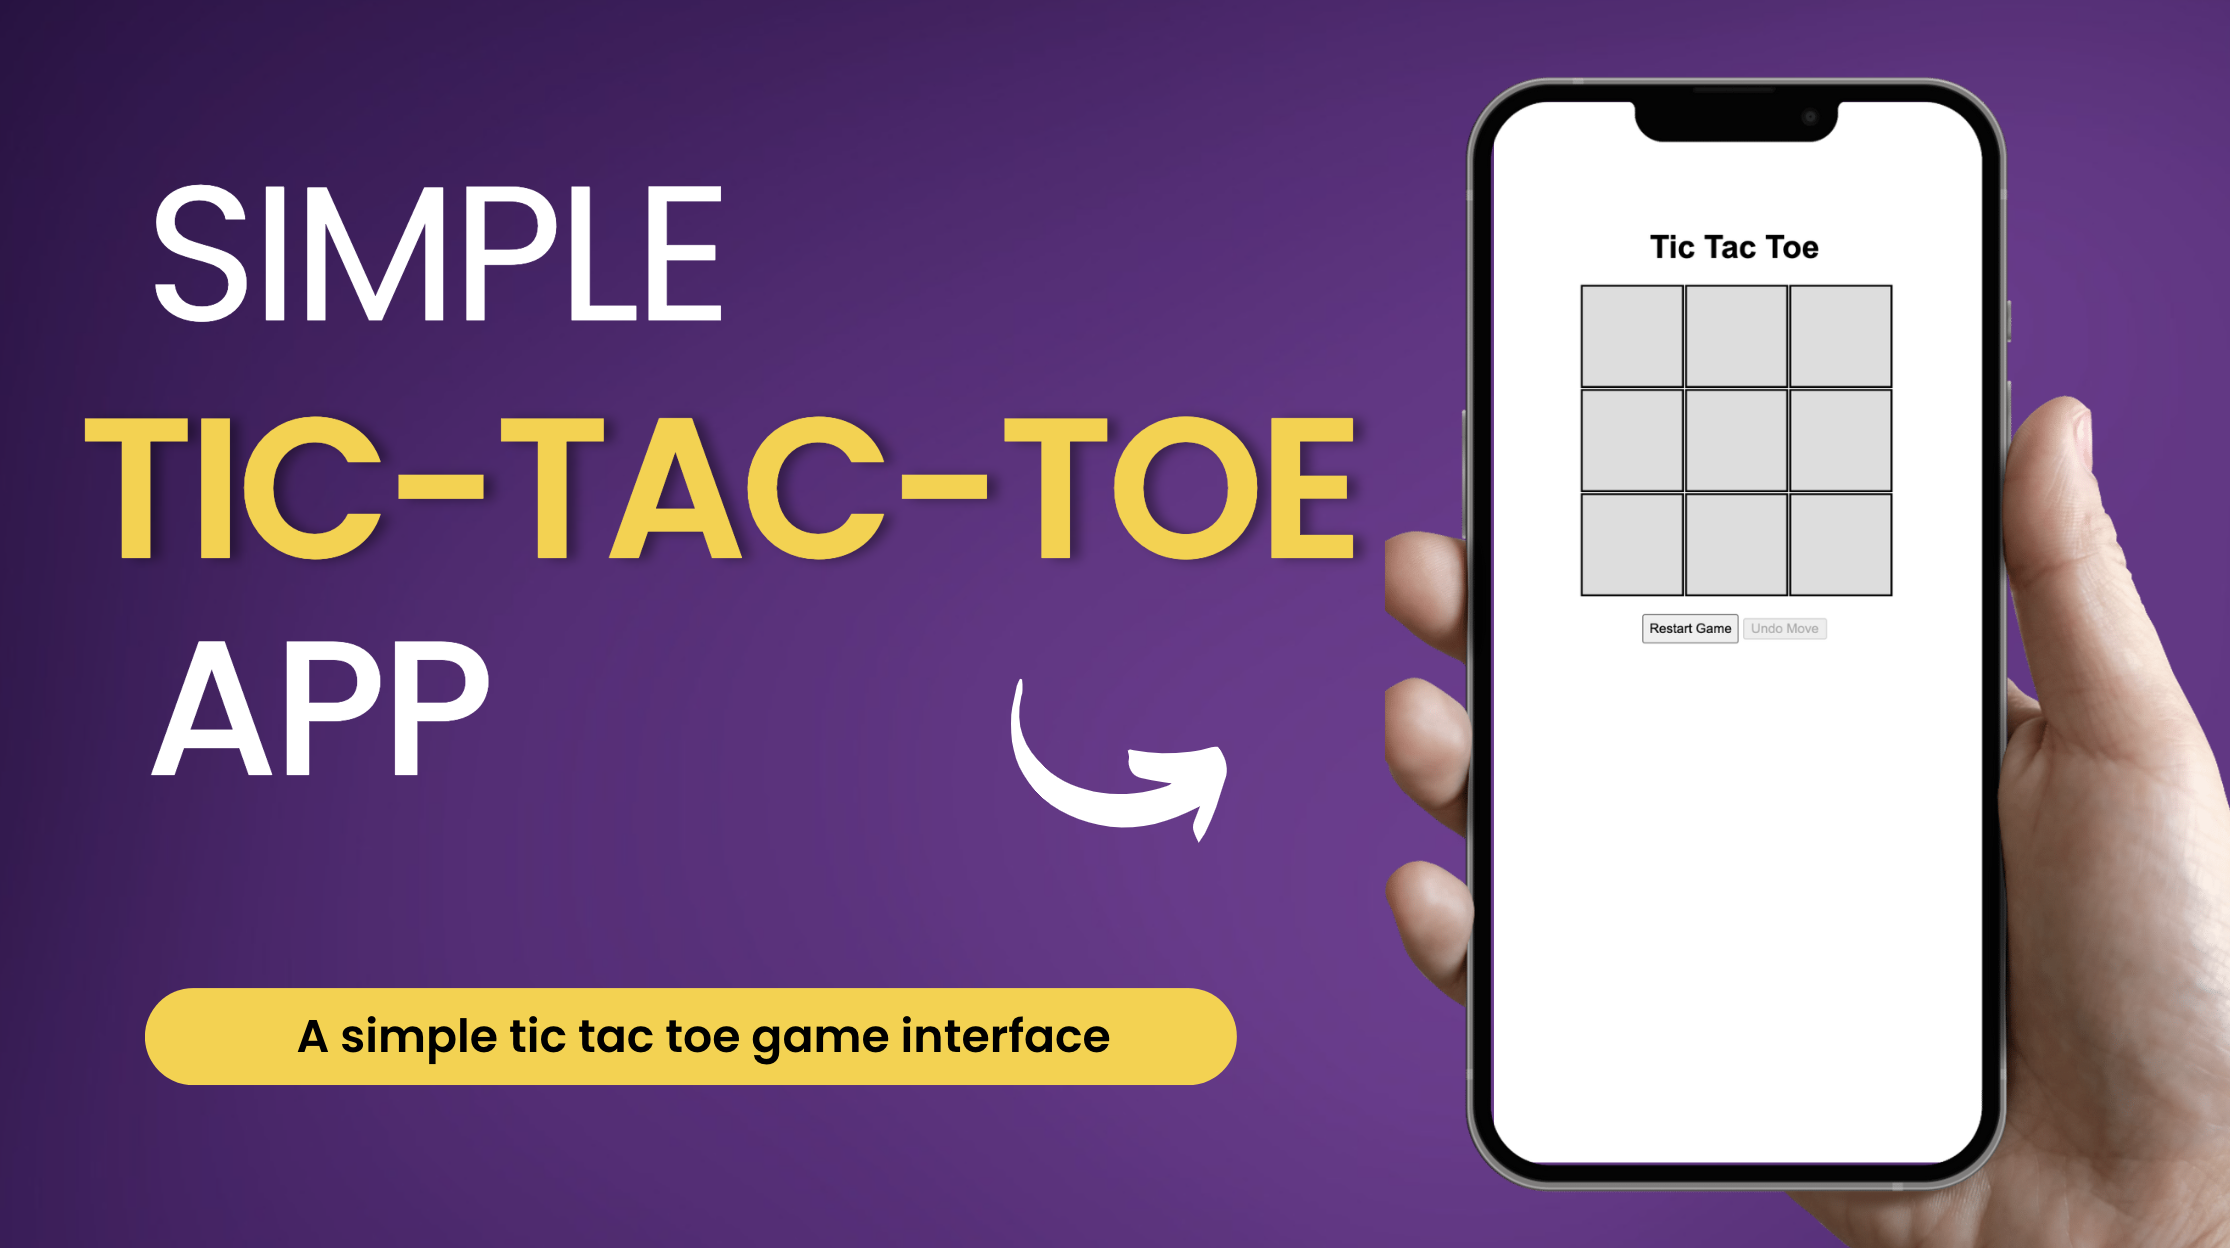 SIMPLE
TIC-TAC-TOE
APP
A simple tic tac toe game interface
Tic Tac Toe
Restart Game Undo Move